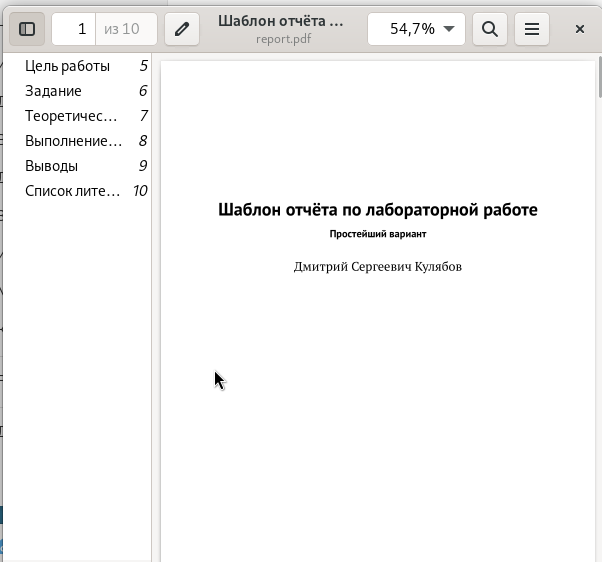 1 из 10
Шаблон отчёта ...
report.pdf
54,7%
Цель работы 5
Задание 6
Теоретичес... 7
Выполнение... 8
Выводы 9
Список лите... 10
Шаблон отчёта по лабораторной работе
Простейший вариант
Дмитрий Сергеевич Кулябов